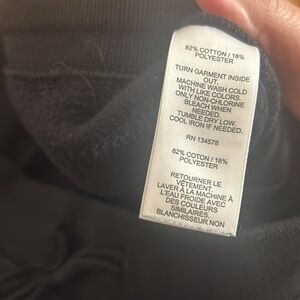 82% COTTON / 18%
POLYESTER
TURN GARMENT INSIDE
OUT.
MACHINE WASH COLD
WITH LIKE COLORS.
ONLY NON-CHLORINE
BLEACH WHEN
NEEDED.
TUMBLE DRY LOW.
COOL IRON IF NEEDED.
RN 134578
82% COTON / 18%
POLYESTER
RETOURNER LE
VÊTEMENT.
LAVER À LA MACHINE À
L'EAU FROIDE AVEC
DES COULEURS
SIMILAIRES.
BLANCHISSEUR NON